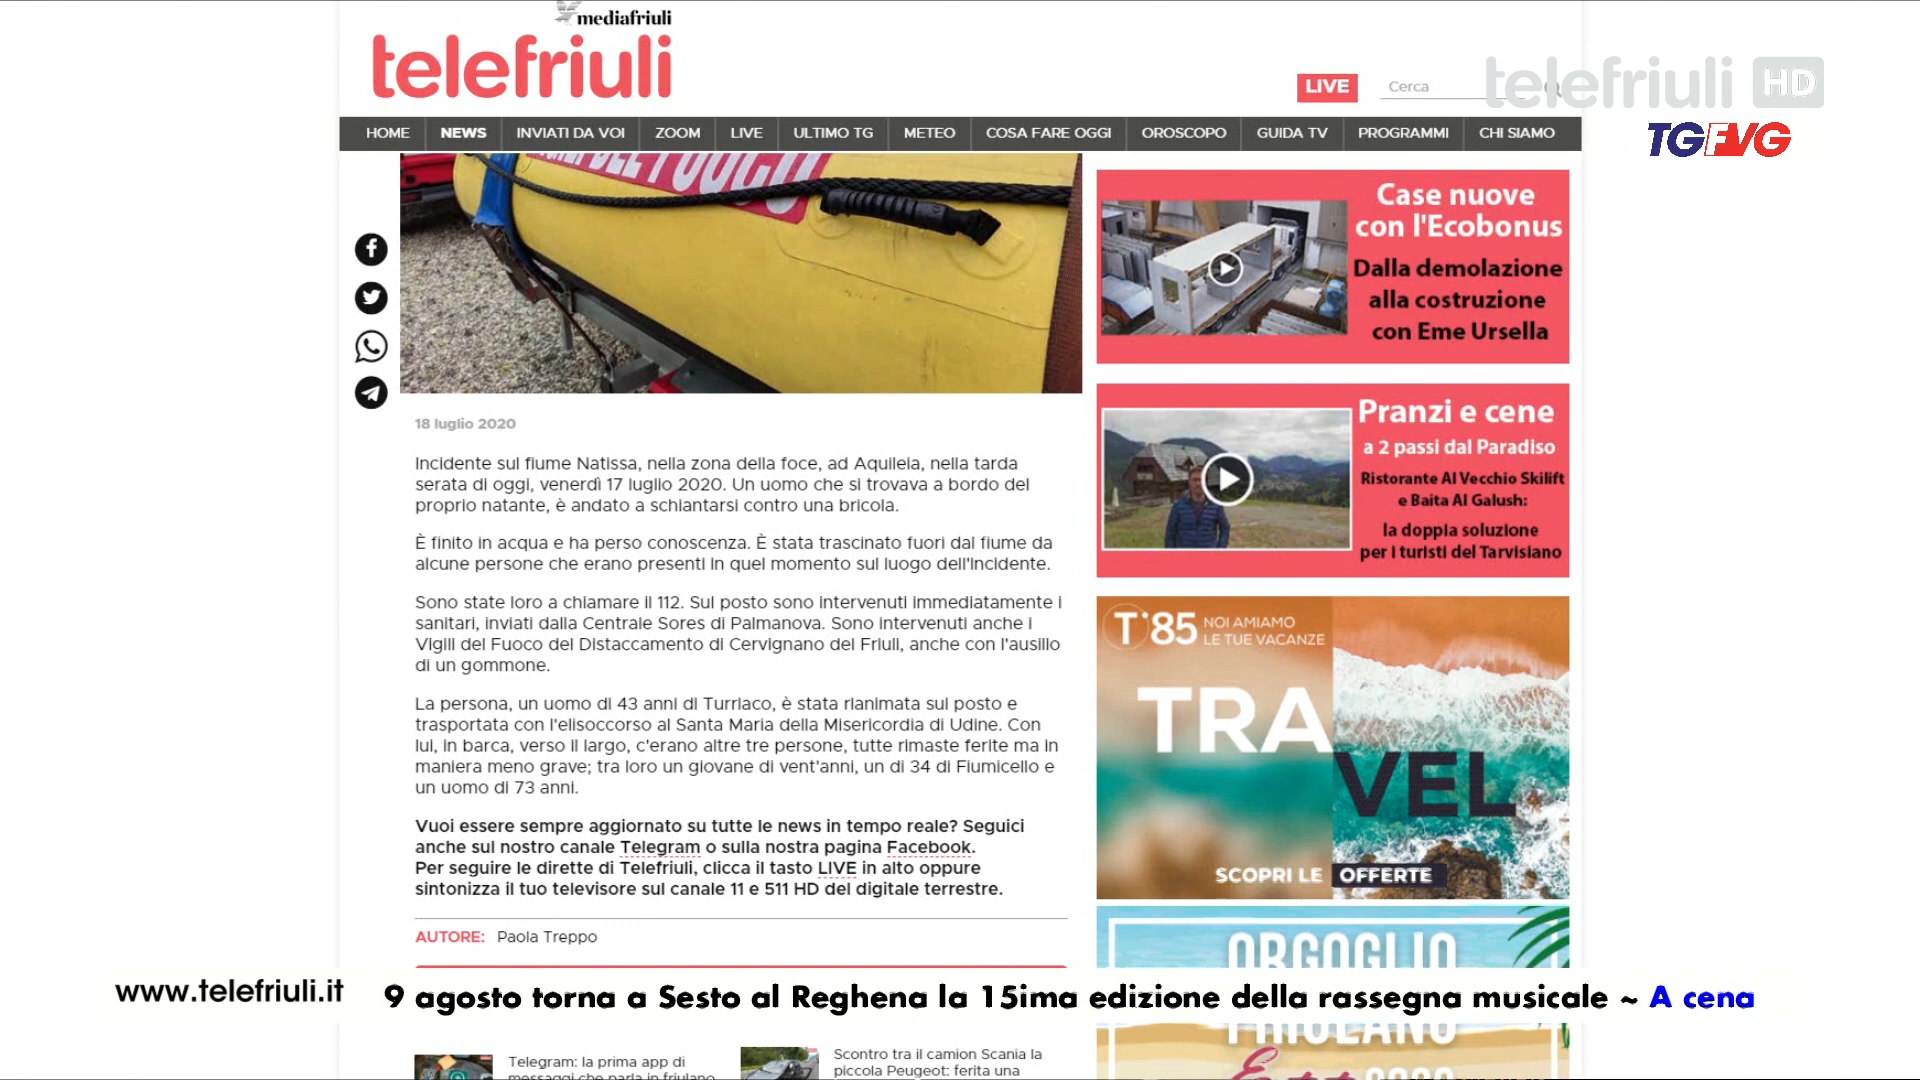 mediafriuli
telefriuli
LIVE
Cerca
telefriuli HD
TGFVG
HOME NEWS INVIATI DA VOI ZOOM LIVE ULTIMO TG METEO COSA FARE OGGI OROSCOPO GUIDA TV PROGRAMMI CHI SIAMO
DEL FUOCO
18 luglio 2020
Incidente sul fiume Natissa, nella zona della foce, ad Aquileia, nella tarda
serata di oggi, venerdì 17 luglio 2020. Un uomo che si trovava a bordo del
proprio natante, è andato a schiantarsi contro una bricola.
È finito in acqua e ha perso conoscenza. È stata trascinato fuori dal fiume da
alcune persone che erano presenti in quel momento sul luogo dell'incidente.
Sono state loro a chiamare il 112. Sul posto sono intervenuti immediatamente i
sanitari, inviati dalla Centrale Sores di Palmanova. Sono intervenuti anche i
Vigili del Fuoco del Distaccamento di Cervignano del Friuli, anche con l'ausilio
di un gommone.
La persona, un uomo di 43 anni di Turriaco, è stata rianimata sul posto e
trasportata con l'elisoccorso al Santa Maria della Misericordia di Udine. Con
lui, in barca, verso il largo, c'erano altre tre persone, tutte rimaste ferite ma in
maniera meno grave; tra loro un giovane di vent'anni, un di 34 di Fiumicello e
un uomo di 73 anni.
Vuoi essere sempre aggiornato su tutte le news in tempo reale? Seguici
anche sul nostro canale Telegram o sulla nostra pagina Facebook.
Per seguire le dirette di Telefriuli, clicca il tasto LIVE in alto oppure
sintonizza il tuo televisore sul canale 11 e 511 HD del digitale terrestre.
AUTORE: Paola Treppo
Case nuove
con l'Ecobonus
Dalla demolazione
alla costruzione
con Eme Ursella
Pranzi e cene
a 2 passi dal Paradiso
Ristorante Al Vecchio Skilift
e Baita Al Galush:
la doppia soluzione
per i turisti del Tarvisiano
T'85 NOI AMIAMO
LE TUE VACANZE
TRA
VEL
SCOPRI LE OFFERTE
ORGOGLIO
FRIULANO
www.telefriuli.it
9 agosto torna a Sesto al Reghena la 15ima edizione della rassegna musicale ~ A cena
Telegram: la prima app di
messaggi che parla in friulano
Scontro tra il camion Scania la
piccola Peugeot: ferita una